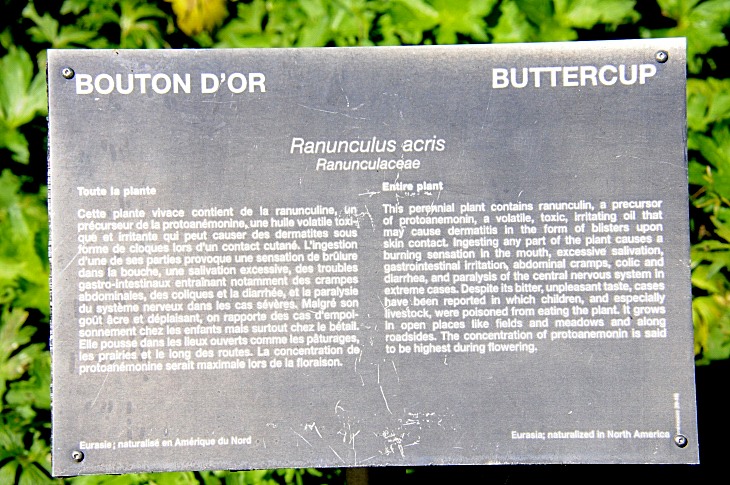 BOUTON D'OR
BUTTERCUP
Ranunculus acris
Ranunculaceae
Toute la plante
Cette plante vivace contient de la ranunculine, un
précurseur de la protoanémonine, une huile volatile toxi-
que et irritante qui peut causer des dermatites sous
forme de cloques lors d'un contact cutané. L'ingestion
d'une de ses parties provoque une sensation de brûlure
dans la bouche, une salivation excessive, des troubles
gastro-intestinaux entraînant notamment des crampes
abdominales, des coliques et la diarrhée, et la paralysie
du système nerveux dans les cas sévères. Malgré son
goût âcre et déplaisant, on rapporte des cas d'empoi-
sonnement chez les enfants mais surtout chez le bétail.
Elle pousse dans les lieux ouverts comme les pâturages,
les prairies et le long des routes. La concentration de
protoanémonine serait maximale lors de la floraison.
Entire plant
This perennial plant contains ranunculin, a precursor
of protoanemonin, a volatile, toxic, irritating oil that
may cause dermatitis in the form of blisters upon
skin contact. Ingesting any part of the plant causes a
burning sensation in the mouth, excessive salivation,
gastrointestinal irritation, abdominal cramps, colic and
diarrhea, and paralysis of the central nervous system in
extreme cases. Despite its bitter, unpleasant taste, cases
have been reported in which children, and especially
livestock, were poisoned from eating the plant. It grows
in open places like fields and meadows and along
roadsides. The concentration of protoanemonin is said
to be highest during flowering.
Eurasie; naturalisé en Amérique du Nord
Eurasia; naturalized in North America